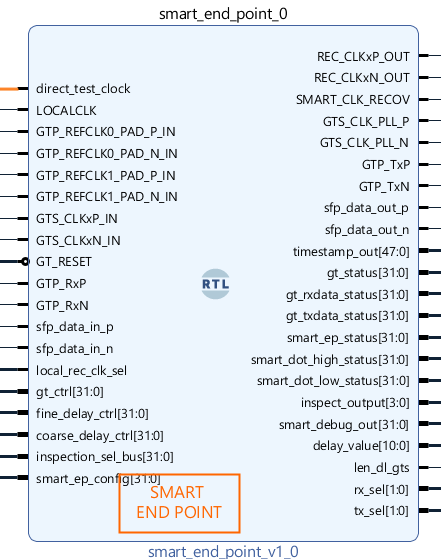 smart_end_point_0
direct_test_clock
LOCALCLK
GTP_REFCLK0_PAD_P_IN
GTP_REFCLK0_PAD_N_IN
GTP_REFCLK1_PAD_P_IN
GTP_REFCLK1_PAD_N_IN
GTS_CLKxP_IN
GTS_CLKxN_IN
GT_RESET
GTP_RxP
GTP_RxN
sfp_data_in_p
sfp_data_in_n
local_rec_clk_sel
gt_ctrl[31:0]
fine_delay_ctrl[31:0]
coarse_delay_ctrl[31:0]
inspection_sel_bus[31:0]
smart_ep_config[31:0]
RTL
REC_CLKxP_OUT
REC_CLKxN_OUT
SMART_CLK_RECOV
GTS_CLK_PLL_P
GTS_CLK_PLL_N
GTP_TxP
GTP_TxN
sfp_data_out_p
sfp_data_out_n
timestamp_out[47:0]
gt_status[31:0]
gt_rxdata_status[31:0]
gt_txdata_status[31:0]
smart_ep_status[31:0]
smart_dot_high_status[31:0]
smart_dot_low_status[31:0]
inspect_output[3:0]
smart_debug_out[31:0]
delay_value[10:0]
len_dl_gts
rx_sel[1:0]
tx_sel[1:0]
SMART
END POINT
smart_end_point_v1_0